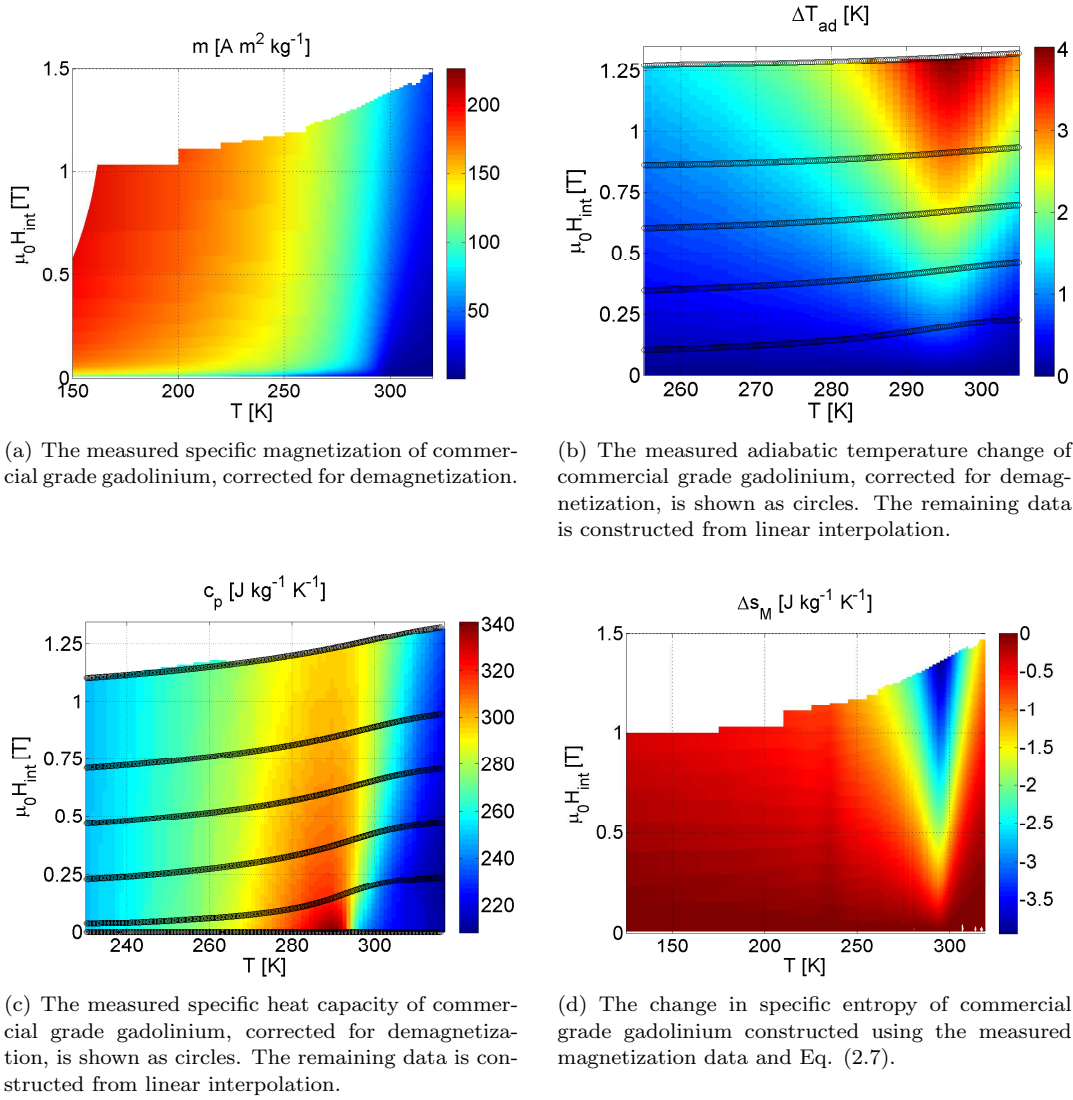 m [A m² kg⁻¹]
1.5
1
0.5
0
μ₀H_int [T]
150
200
250
300
T [K]
200
150
100
50
(a) The measured specific magnetization of commer-
cial grade gadolinium, corrected for demagnetization.
ΔT_ad [K]
1.25
1
0.75
0.5
0.25
0
μ₀H_int [T]
260
270
280
290
300
T [K]
4
3
2
1
0
(b) The measured adiabatic temperature change of
commercial grade gadolinium, corrected for demag-
netization, is shown as circles. The remaining data
is constructed from linear interpolation.
c_p [J kg⁻¹ K⁻¹]
1.25
1
0.75
0.5
0.25
0
μ₀H_int [T]
240
260
280
300
T [K]
340
320
300
280
260
240
220
(c) The measured specific heat capacity of commer-
cial grade gadolinium, corrected for demagnetiza-
tion, is shown as circles. The remaining data is con-
structed from linear interpolation.
Δs_M [J kg⁻¹ K⁻¹]
1.5
1
0.5
0
μ₀H_int [T]
150
200
250
300
T [K]
0
-0.5
-1
-1.5
-2
-2.5
-3
-3.5
(d) The change in specific entropy of commercial
grade gadolinium constructed using the measured
magnetization data and Eq. (2.7).